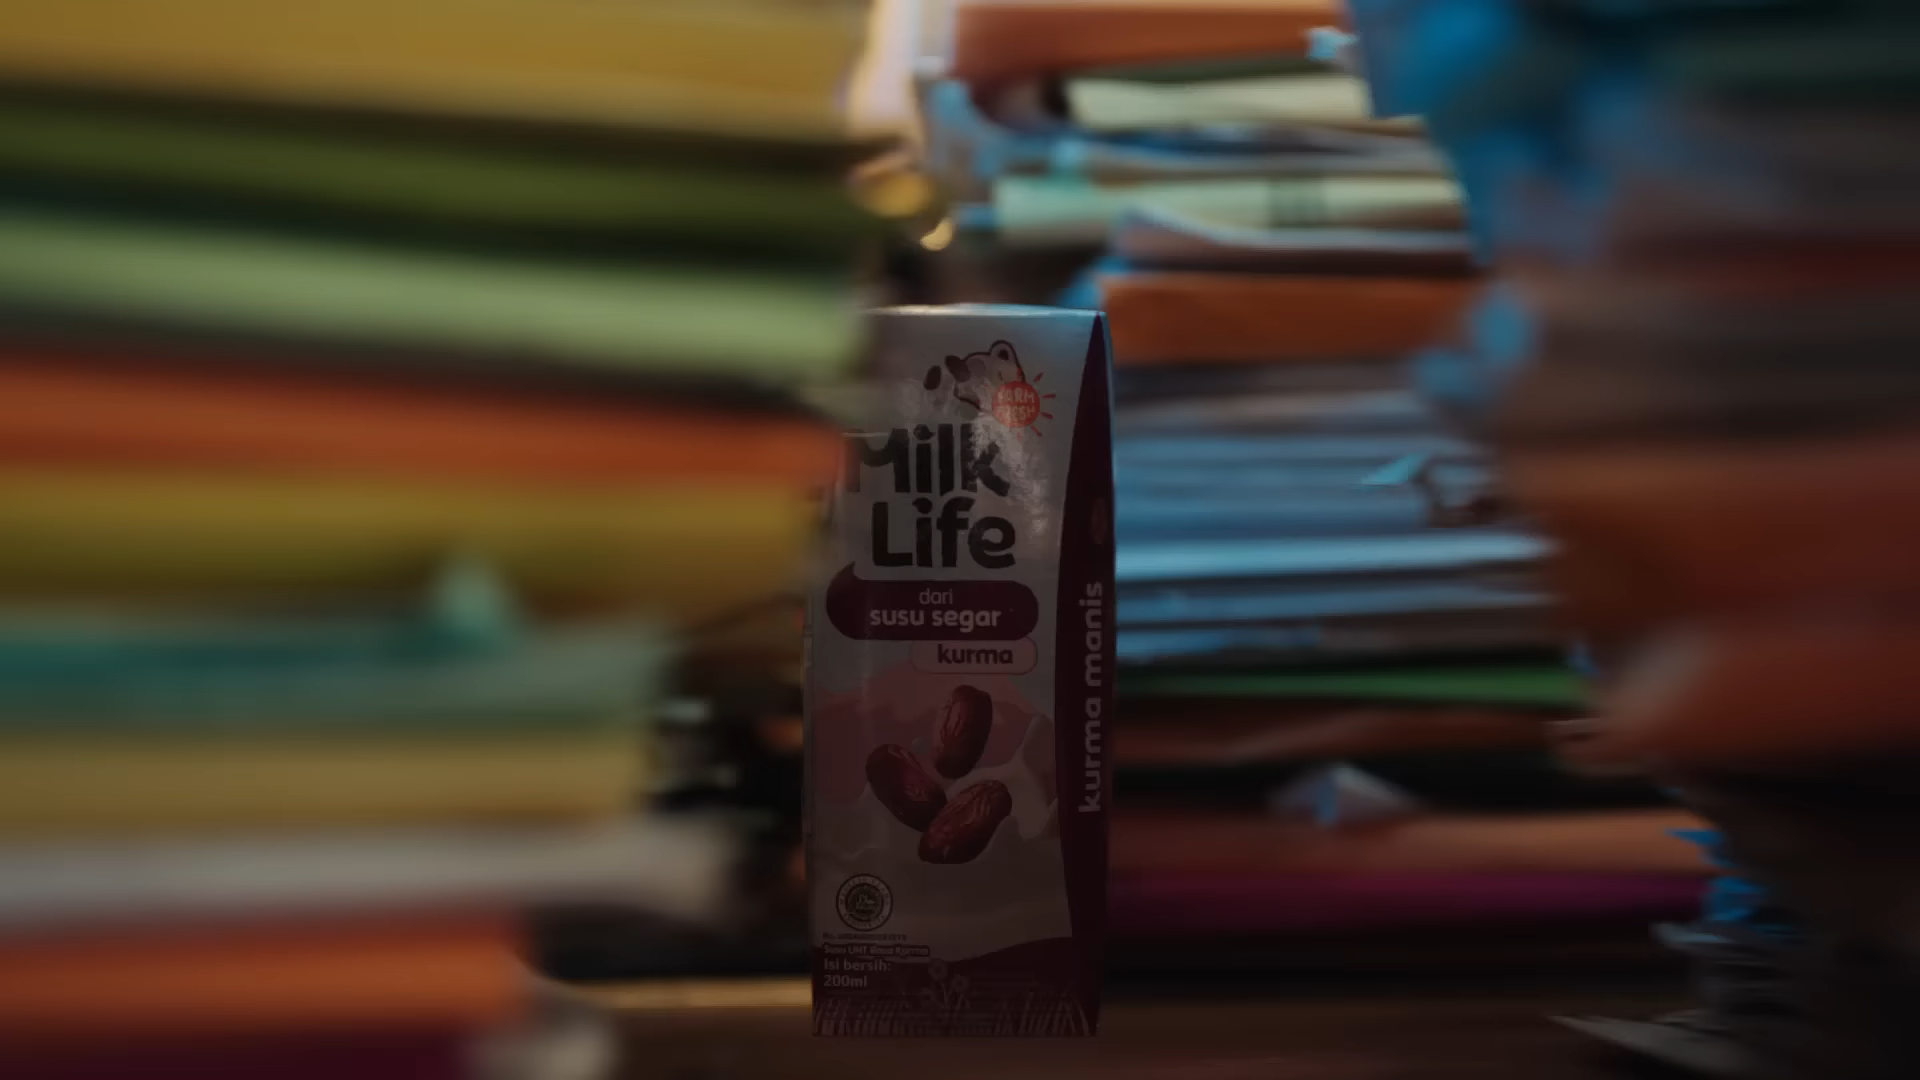 FARM
FRESH
Milk
Life
dari
susu segar
kurma
kurma manis
Susu UHT Rasa Kurma
Isi bersih:
200ml